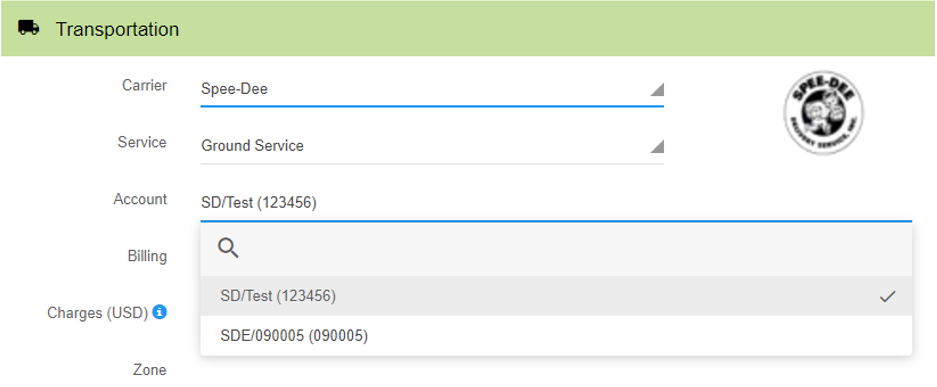 Transportation
Carrier
Spee-Dee
SPEE-DEE
DELIVERY SERVICE, INC.
Service
Ground Service
Account
SD/Test (123456)
Billing
SD/Test (123456)
Charges (USD)
SDE/090005 (090005)
Zone